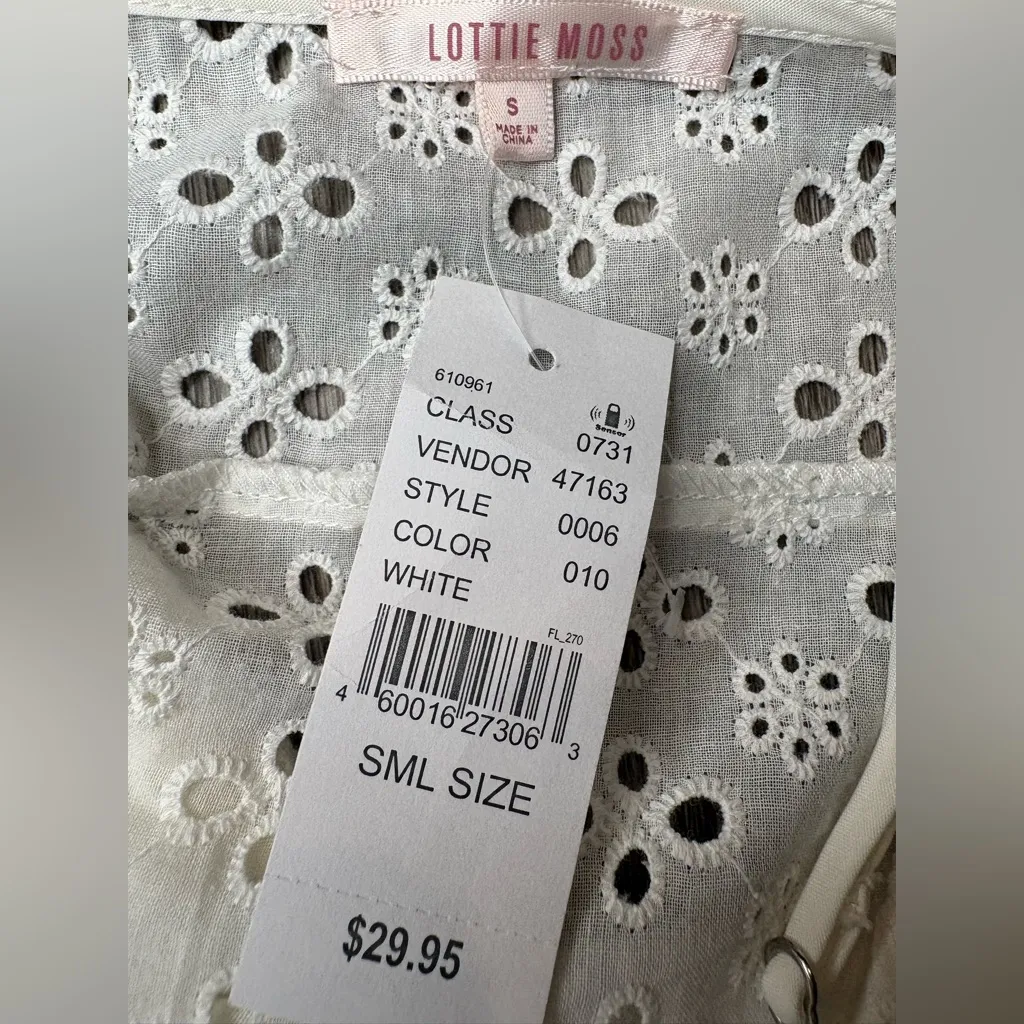 LOTTIE MOSS
S
MADE IN
CHINA
610961
Sensor
CLASS 0731
VENDOR 47163
STYLE 0006
COLOR 010
WHITE
FL_270
4 60016 27306 3
SML SIZE
$29.95